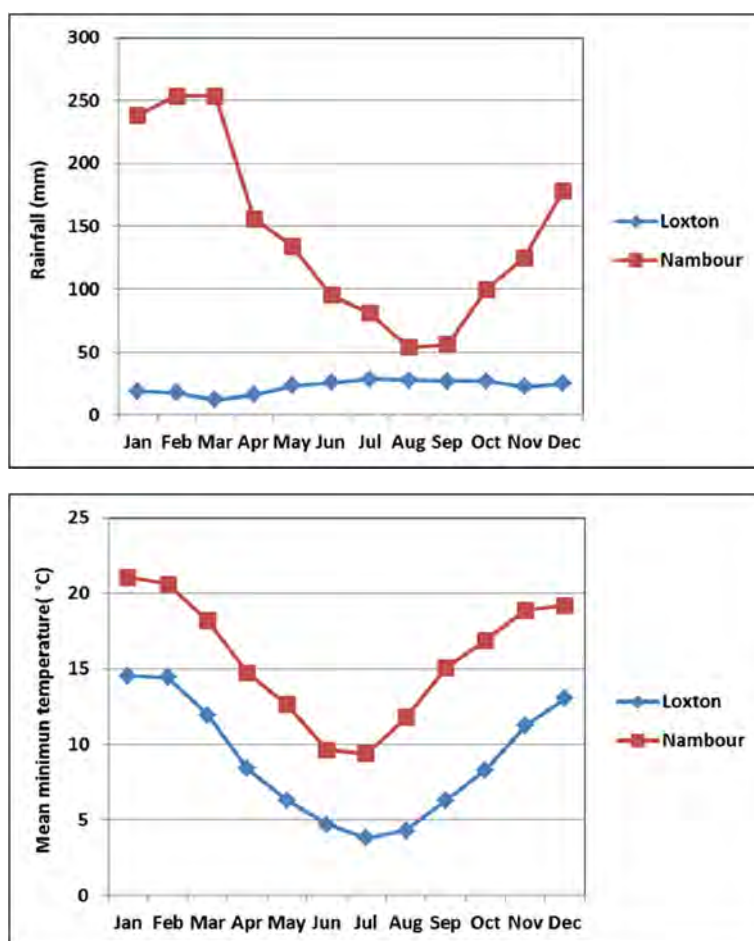 300
250
200
150
100
50
0
Rainfall (mm)
Jan Feb Mar Apr May Jun Jul Aug Sep Oct Nov Dec
Loxton
Nambour
25
20
15
10
5
0
Mean minimun temperature( °C)
Jan Feb Mar Apr May Jun Jul Aug Sep Oct Nov Dec
Loxton
Nambour